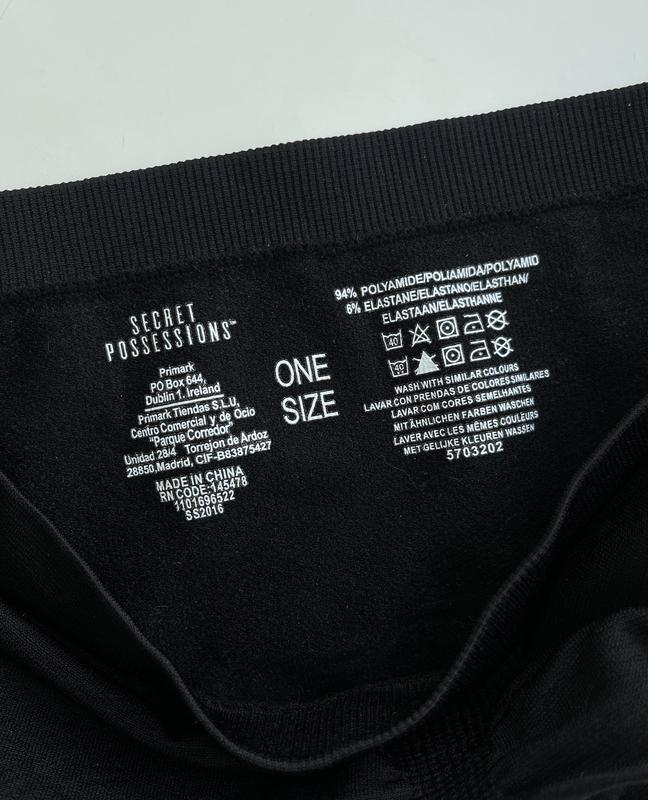 SECRET
POSSESSIONS™
Primark
PO Box 644,
Dublin 1. Ireland
Primark Tiendas S.L.U,
Centro Comercial y de Ocio
"Parque Corredor"
Unidad 28/4 Torrejon de Ardoz
28850,Madrid, CIF-B83875427
MADE IN CHINA
RN CODE:145478
1101696522
SS2016
ONE
SIZE
94% POLYAMIDE/POLIAMIDA/POLYAMID
6% ELASTANE/ELASTANO/ELASTHAN/
ELASTAAN/ELASTHANNE
40
40
WASH WITH SIMILAR COLOURS
LAVAR CON PRENDAS DE COLORES SIMILARES
LAVAR COM CORES SEMELHANTES
MIT ÄHNLICHEN FARBEN WASCHEN
LAVER AVEC LES MÊMES COULEURS
MET GELIJKE KLEUREN WASSEN
5703202